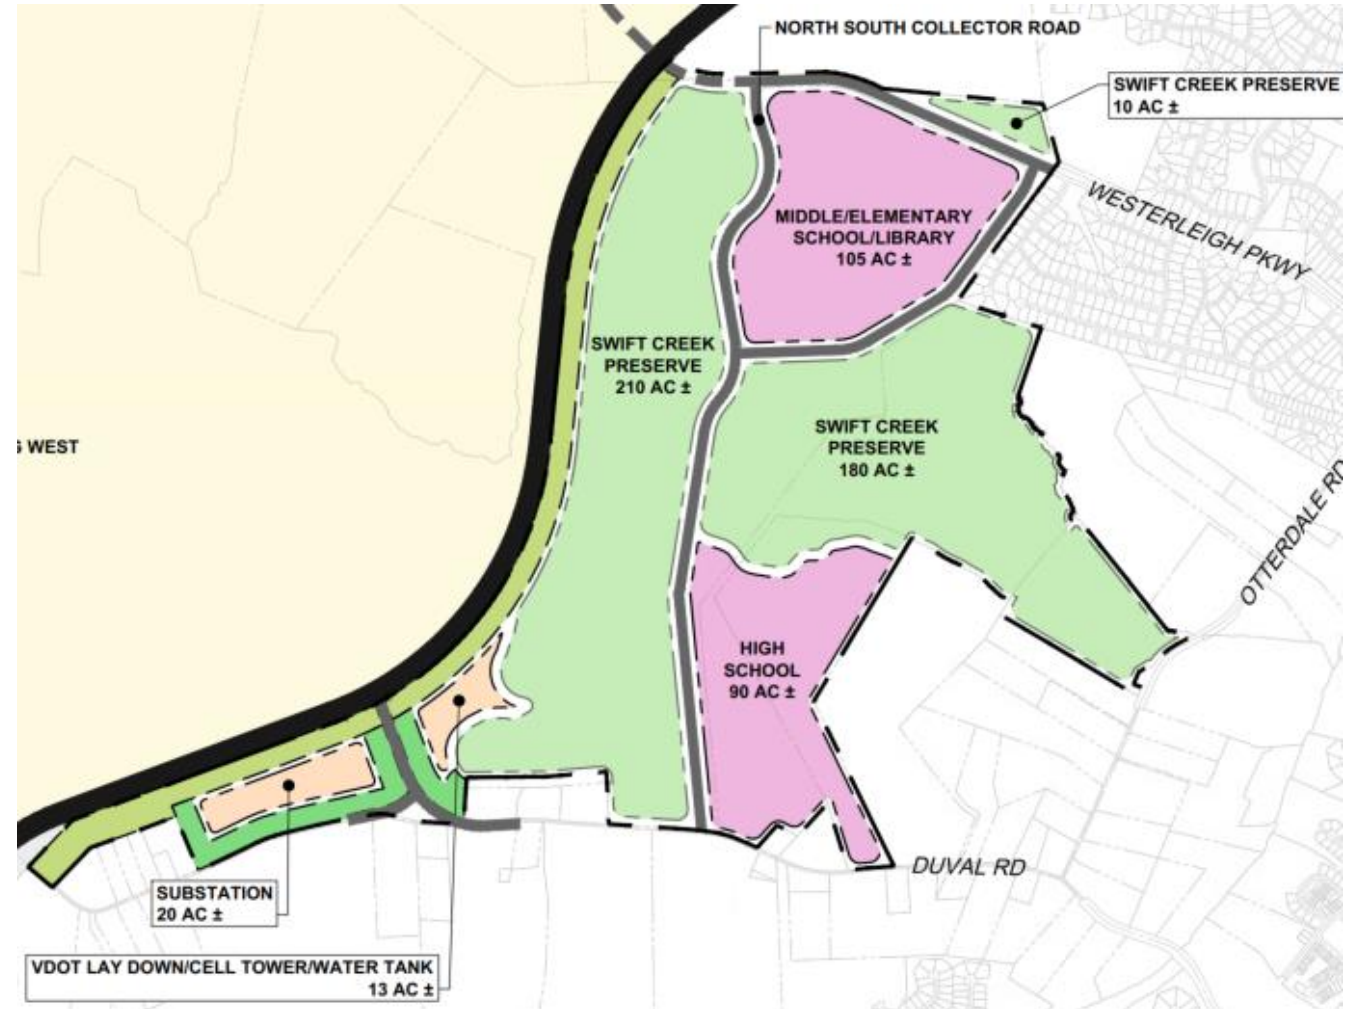 NORTH SOUTH COLLECTOR ROAD
SWIFT CREEK PRESERVE
10 AC ±
WESTERLEIGH PKWY
MIDDLE/ELEMENTARY
SCHOOL/LIBRARY
105 AC ±
SWIFT CREEK
PRESERVE
210 AC ±
SWIFT CREEK
PRESERVE
180 AC ±
WEST
OTTERDALE RD
HIGH
SCHOOL
90 AC ±
DUVAL RD
SUBSTATION
20 AC ±
VDOT LAY DOWN/CELL TOWER/WATER TANK
13 AC ±